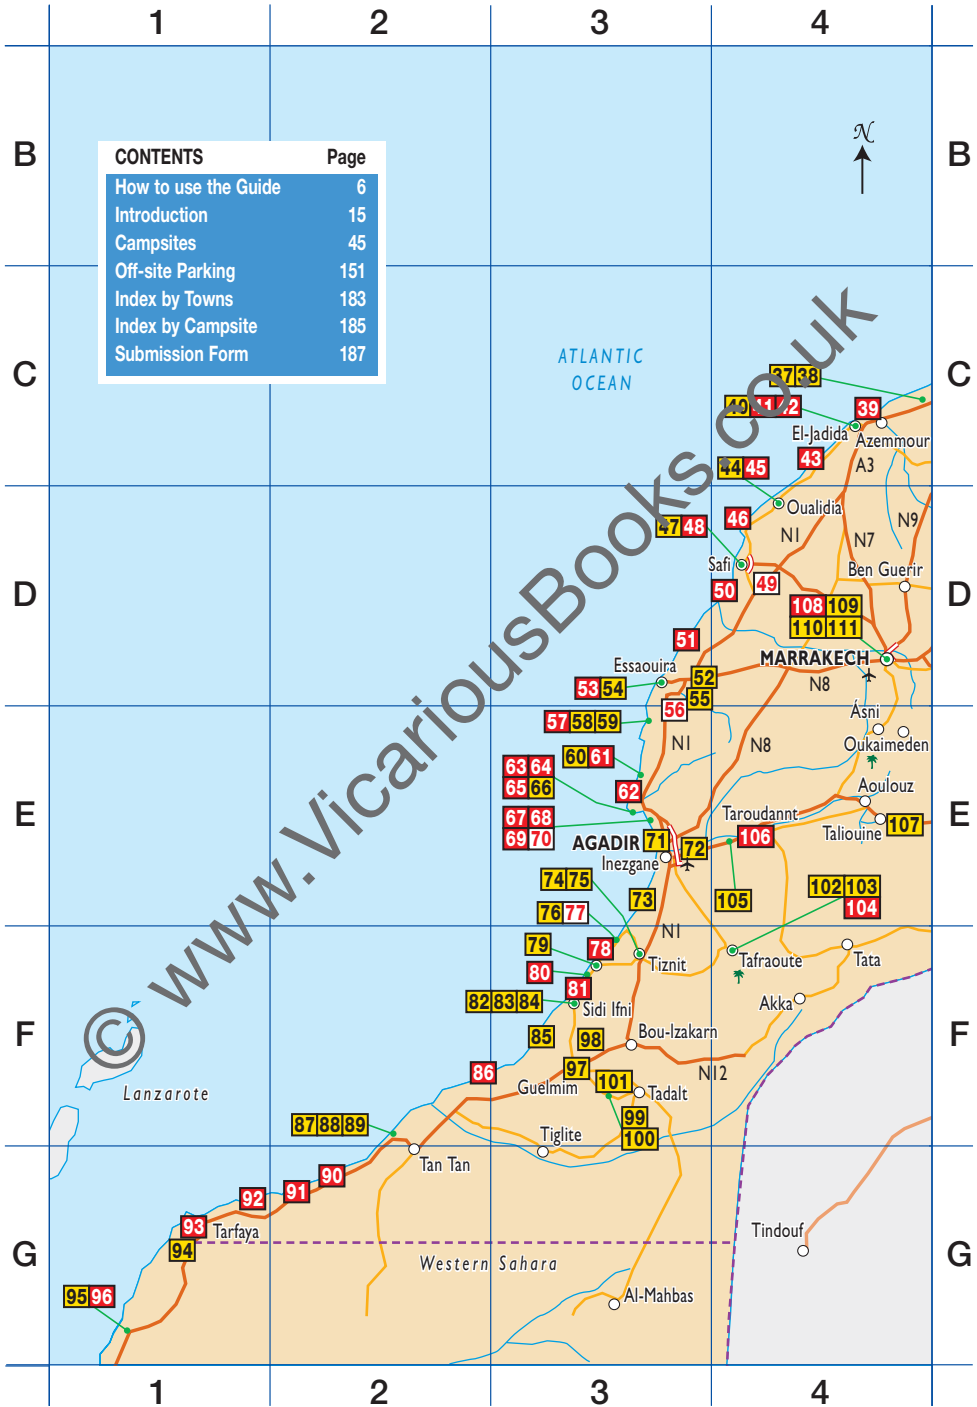 1 2 3 4
B B
N
CONTENTS Page
How to use the Guide 6
Introduction 15
Campsites 45
Off-site Parking 151
Index by Towns 183
Index by Campsite 185
Submission Form 187
C C
ATLANTIC
OCEAN
37 38
40 41 42
39
El-Jadida
Azemmour
43
A3
44 45
Oualidia
46
47 48
N1
N7
N9
Safi
49
Ben Guerir
50
D D
108 109
110 111
51
MARRAKECH
Essaouira
N8
52
53 54
55
56
57 58 59
Ásni
Oukaimeden
N1
N8
60 61
63 64
65 66
62
Aoulouz
E E
67 68
69 70
Taroudannt
106
Taliouine
107
AGADIR
71
72
Inezgane
74 75
73
105
102 103
104
76 77
N1
79
78
Tiznit
Tafraoute
Tata
80
81
82 83 84
Sidi Ifni
Akka
F F
85
98
Bou-Izakarn
86
97
N12
Guelmim
101
Tadalt
Lanzarote
87 88 89
99
100
Tiglite
Tan Tan
90
91
92
93
Tarfaya
94
Tindouf
G G
Western Sahara
95 96
Al-Mahbas
1 2 3 4
© www.VicariousBooks.co.uk